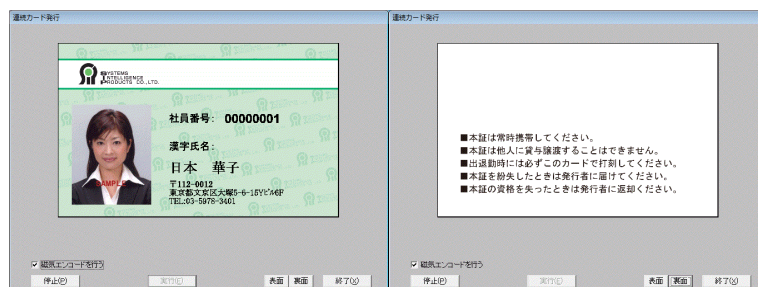 連続カード発行
SYSTEMS
INTELLIGENCE
PRODUCTS CO.,LTD.
社員番号: 00000001
漢字氏名:
日本 華子
〒112-0012
東京都文京区大塚5-6-15Yビル6F
TEL:03-5978-3401
SAMPLE
磁気エンコードを行う
停止(P)
実行(E)
表面
裏面
終了(X)
連続カード発行
■本証は常時携帯してください。
■本証は他人に貸与譲渡することはできません。
■出退勤時には必ずこのカードで打刻してください。
■本証を紛失したときは発行者に届けてください。
■本証の資格を失ったときは発行者に返却ください。
磁気エンコードを行う
停止(P)
実行(E)
表面
裏面
終了(X)